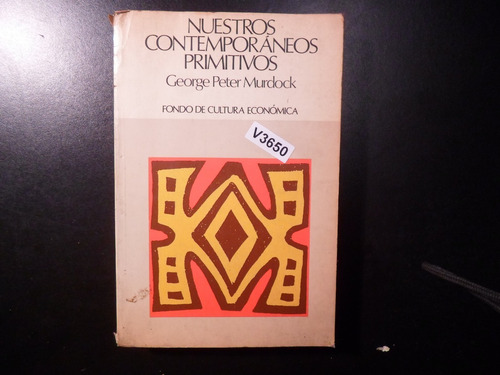 NUESTROS
CONTEMPORÁNEOS
PRIMITIVOS
George Peter Murdock
FONDO DE CULTURA ECONÓMICA
V3650